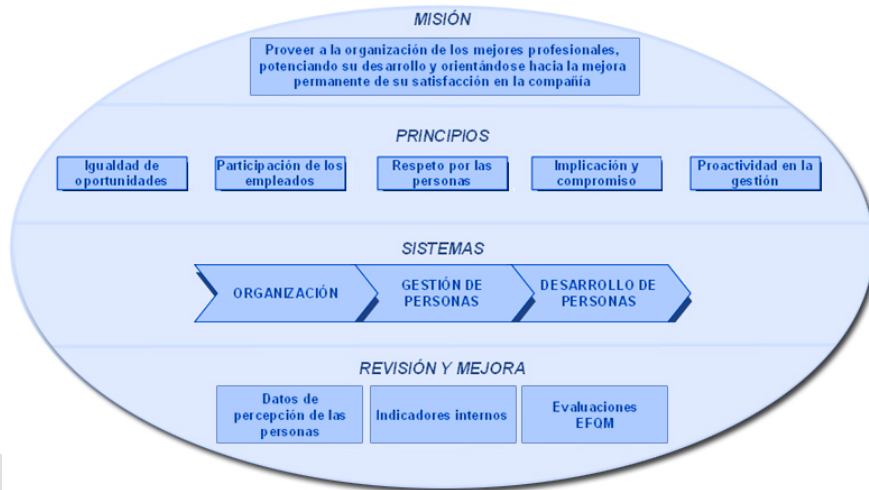 MISIÓN
Proveer a la organización de los mejores profesionales,
potenciando su desarrollo y orientándose hacia la mejora
permanente de su satisfacción en la compañía
PRINCIPIOS
Igualdad de
oportunidades
Participación de los
empleados
Respeto por las
personas
Implicación y
compromiso
Proactividad en la
gestión
SISTEMAS
ORGANIZACIÓN
GESTIÓN DE
PERSONAS
DESARROLLO DE
PERSONAS
REVISIÓN Y MEJORA
Datos de
percepción de las
personas
Indicadores internos
Evaluaciones
EFQM